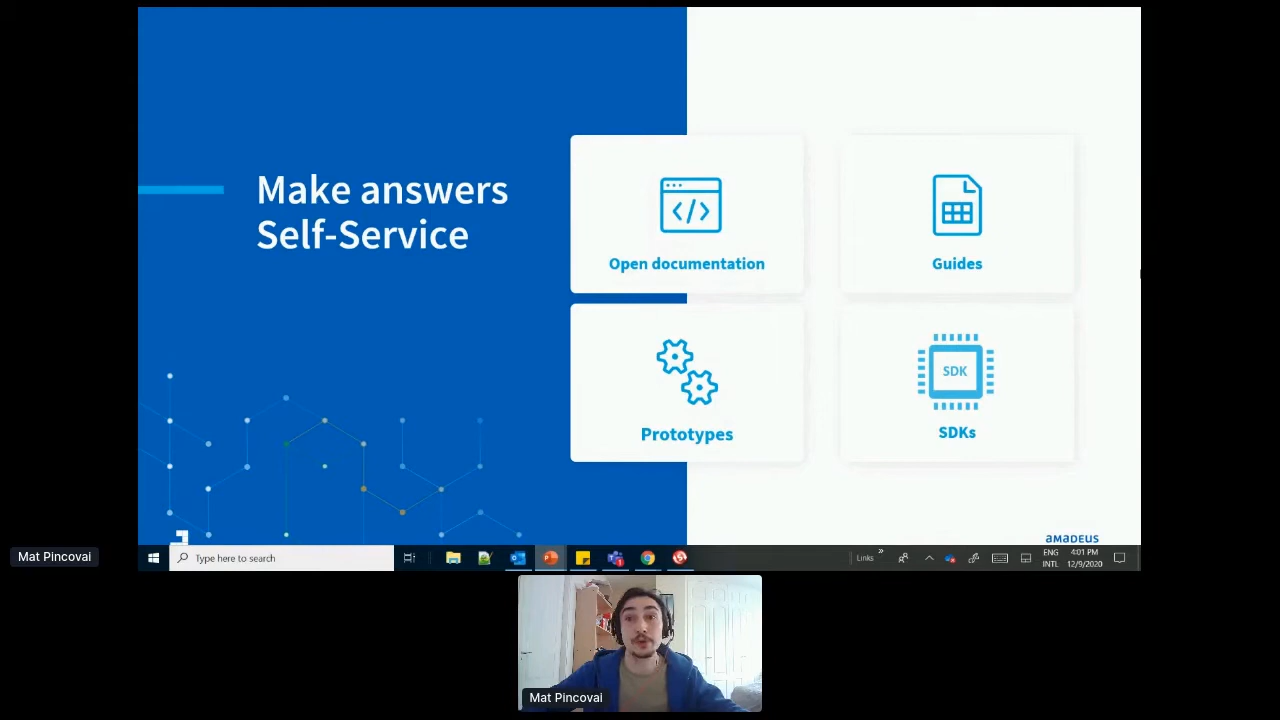 Make answers
Self-Service
Open documentation
Guides
Prototypes
SDK
SDKs
amadeus
Mat Pincovai
Type here to search
Links
»
ENG
INTL
4:01 PM
12/9/2020
Mat Pincovai